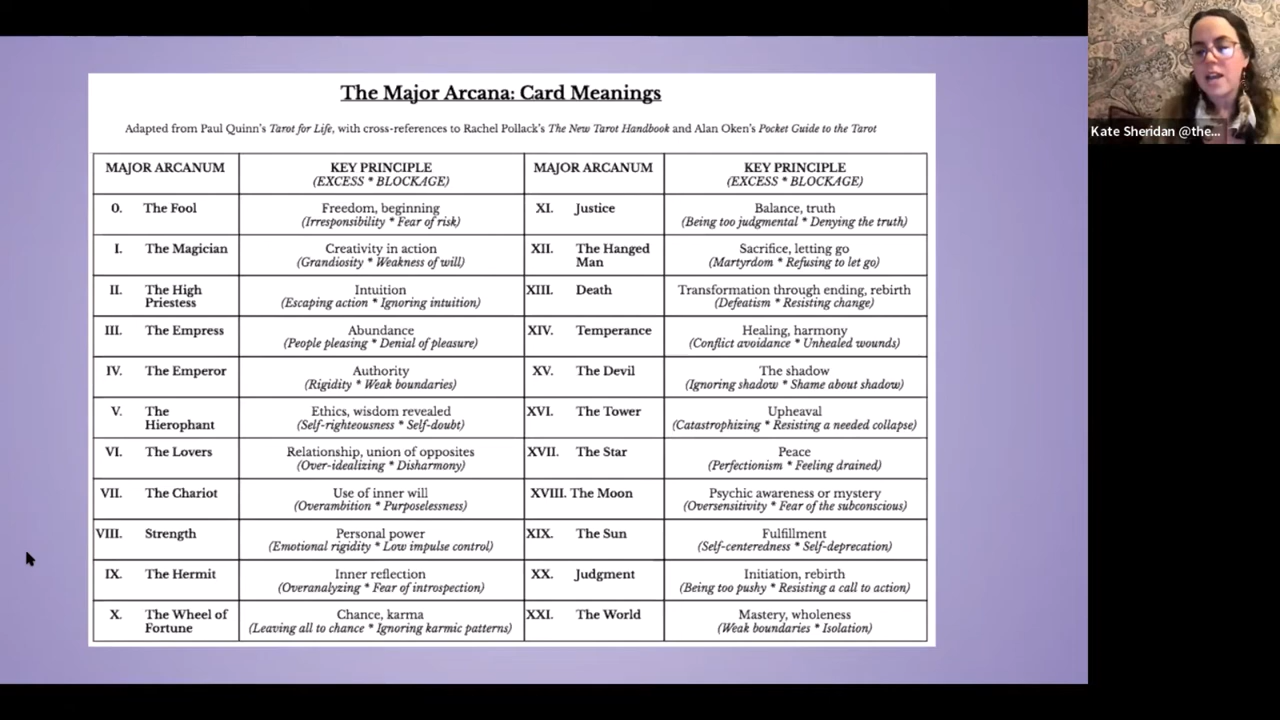 The Major Arcana: Card Meanings
Adapted from Paul Quinn's Tarot for Life, with cross-references to Rachel Pollack's The New Tarot Handbook and Alan Oken's Pocket Guide to the Tarot
MAJOR ARCANUM
KEY PRINCIPLE
(EXCESS * BLOCKAGE)
0. The Fool
Freedom, beginning
(Irresponsibility * Fear of risk)
I. The Magician
Creativity in action
(Grandiosity * Weakness of will)
II. The High
Priestess
Intuition
(Escaping action * Ignoring intuition)
III. The Empress
Abundance
(People pleasing * Denial of pleasure)
IV. The Emperor
Authority
(Rigidity * Weak boundaries)
V. The
Hierophant
Ethics, wisdom revealed
(Self-righteousness * Self-doubt)
VI. The Lovers
Relationship, union of opposites
(Over-idealizing * Disharmony)
VII. The Chariot
Use of inner will
(Overambition * Purposelessness)
VIII. Strength
Personal power
(Emotional rigidity * Low impulse control)
IX. The Hermit
Inner reflection
(Overanalyzing * Fear of introspection)
X. The Wheel of
Fortune
Chance, karma
(Leaving all to chance * Ignoring karmic patterns)
MAJOR ARCANUM
KEY PRINCIPLE
(EXCESS * BLOCKAGE)
XI. Justice
Balance, truth
(Being too judgmental * Denying the truth)
XII. The Hanged
Man
Sacrifice, letting go
(Martyrdom * Refusing to let go)
XIII. Death
Transformation through ending, rebirth
(Defeatism * Resisting change)
XIV. Temperance
Healing, harmony
(Conflict avoidance * Unhealed wounds)
XV. The Devil
The shadow
(Ignoring shadow * Shame about shadow)
XVI. The Tower
Upheaval
(Catastrophizing * Resisting a needed collapse)
XVII. The Star
Peace
(Perfectionism * Feeling drained)
XVIII. The Moon
Psychic awareness or mystery
(Oversensitivity * Fear of the subconscious)
XIX. The Sun
Fulfillment
(Self-centeredness * Self-deprecation)
XX. Judgment
Initiation, rebirth
(Being too pushy * Resisting a call to action)
XXI. The World
Mastery, wholeness
(Weak boundaries * Isolation)
Kate Sheridan @the...